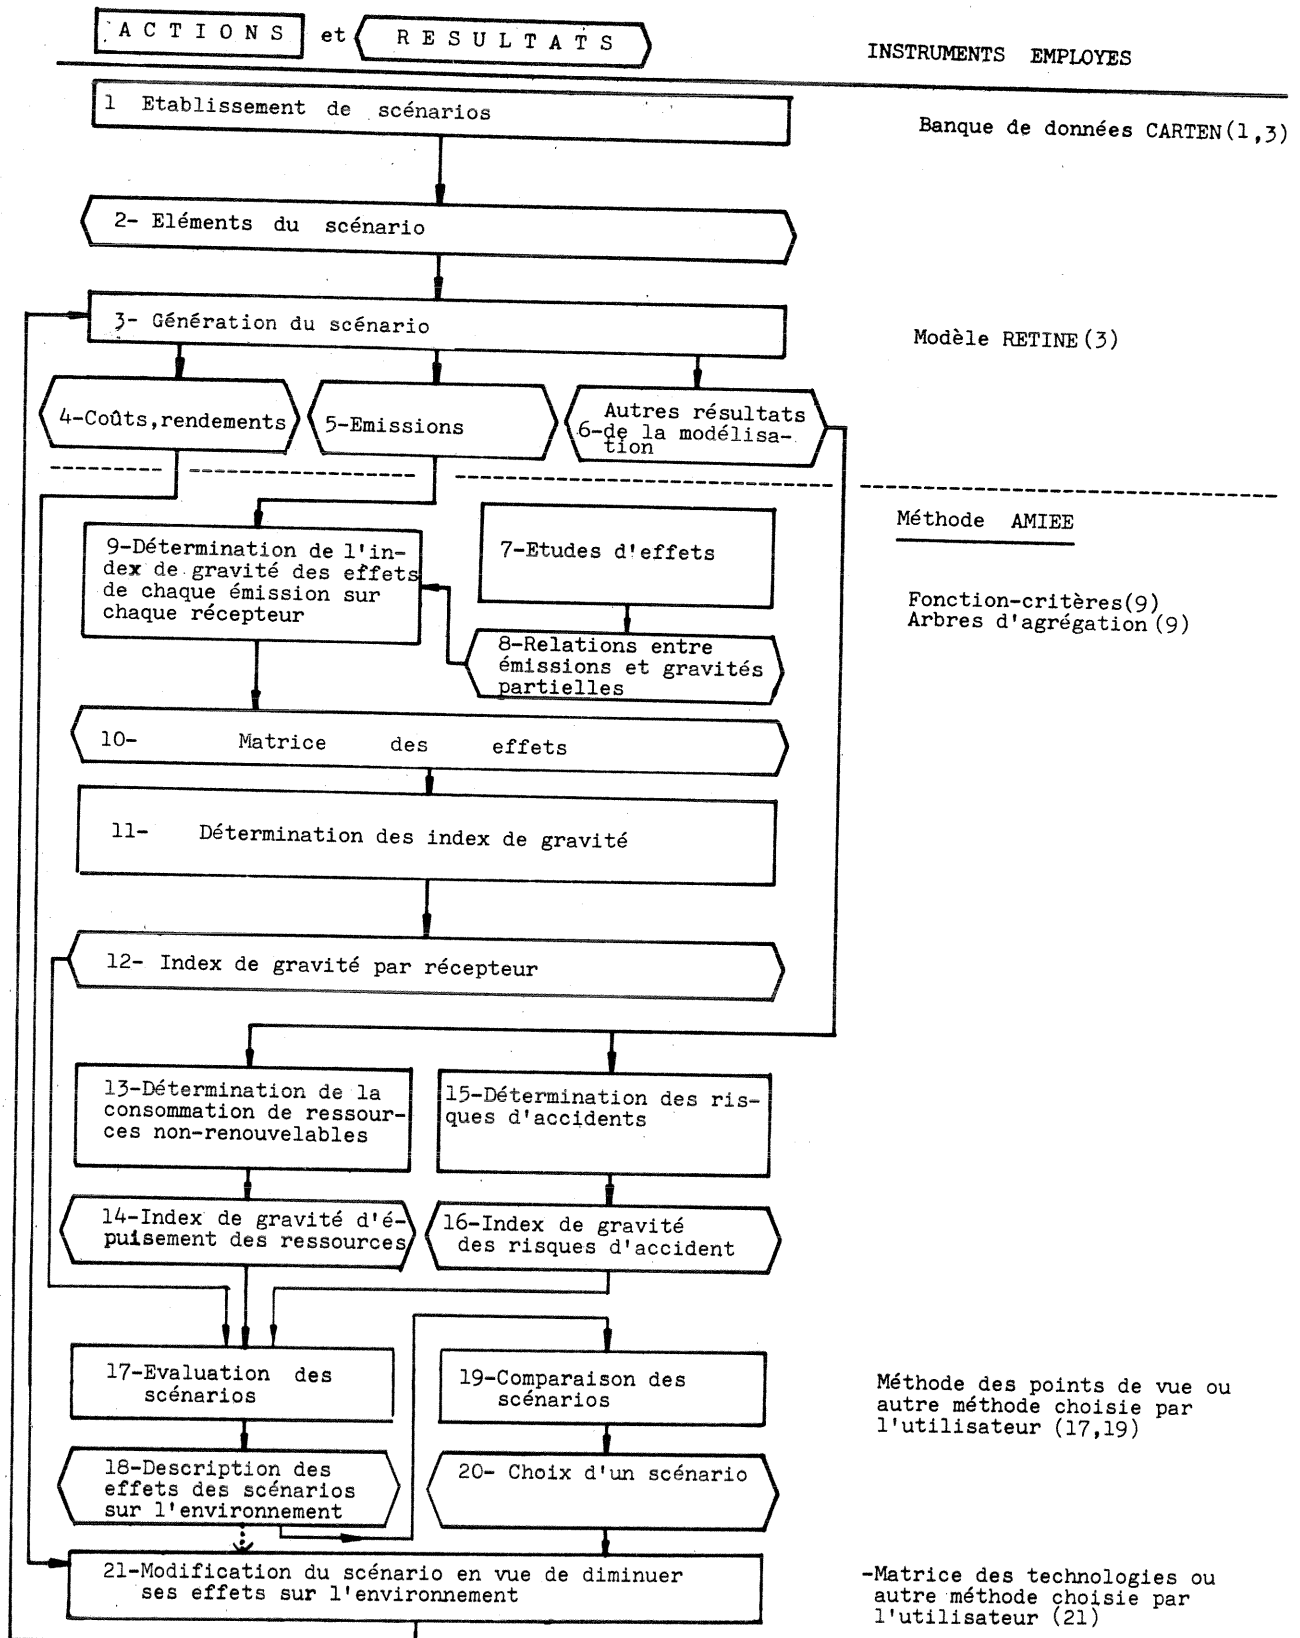 ACTIONS et RESULTATS
INSTRUMENTS EMPLOYES
1 Etablissement de scénarios
Banque de données CARTEN(1,3)
2- Eléments du scénario
3- Génération du scénario
Modèle RETINE(3)
4-Coûts,rendements
5-Emissions
Autres résultats
6-de la modélisa-
tion
Méthode AMIEE
9-Détermination de l'in-
dex de gravité des effets
de chaque émission sur
chaque récepteur
7-Etudes d'effets
Fonction-critères(9)
Arbres d'agrégation(9)
8-Relations entre
émissions et gravités
partielles
10- Matrice des effets
11- Détermination des index de gravité
12- Index de gravité par récepteur
13-Détermination de la
consommation de ressour-
ces non-renouvelables
15-Détermination des ris-
ques d'accidents
14-Index de gravité d'é-
puisement des ressources
16-Index de gravité
des risques d'accident
17-Evaluation des
scénarios
19-Comparaison des
scénarios
Méthode des points de vue ou
autre méthode choisie par
l'utilisateur (17,19)
18-Description des
effets des scénarios
sur l'environnement
20- Choix d'un scénario
21-Modification du scénario en vue de diminuer
ses effets sur l'environnement
-Matrice des technologies ou
autre méthode choisie par
l'utilisateur (21)